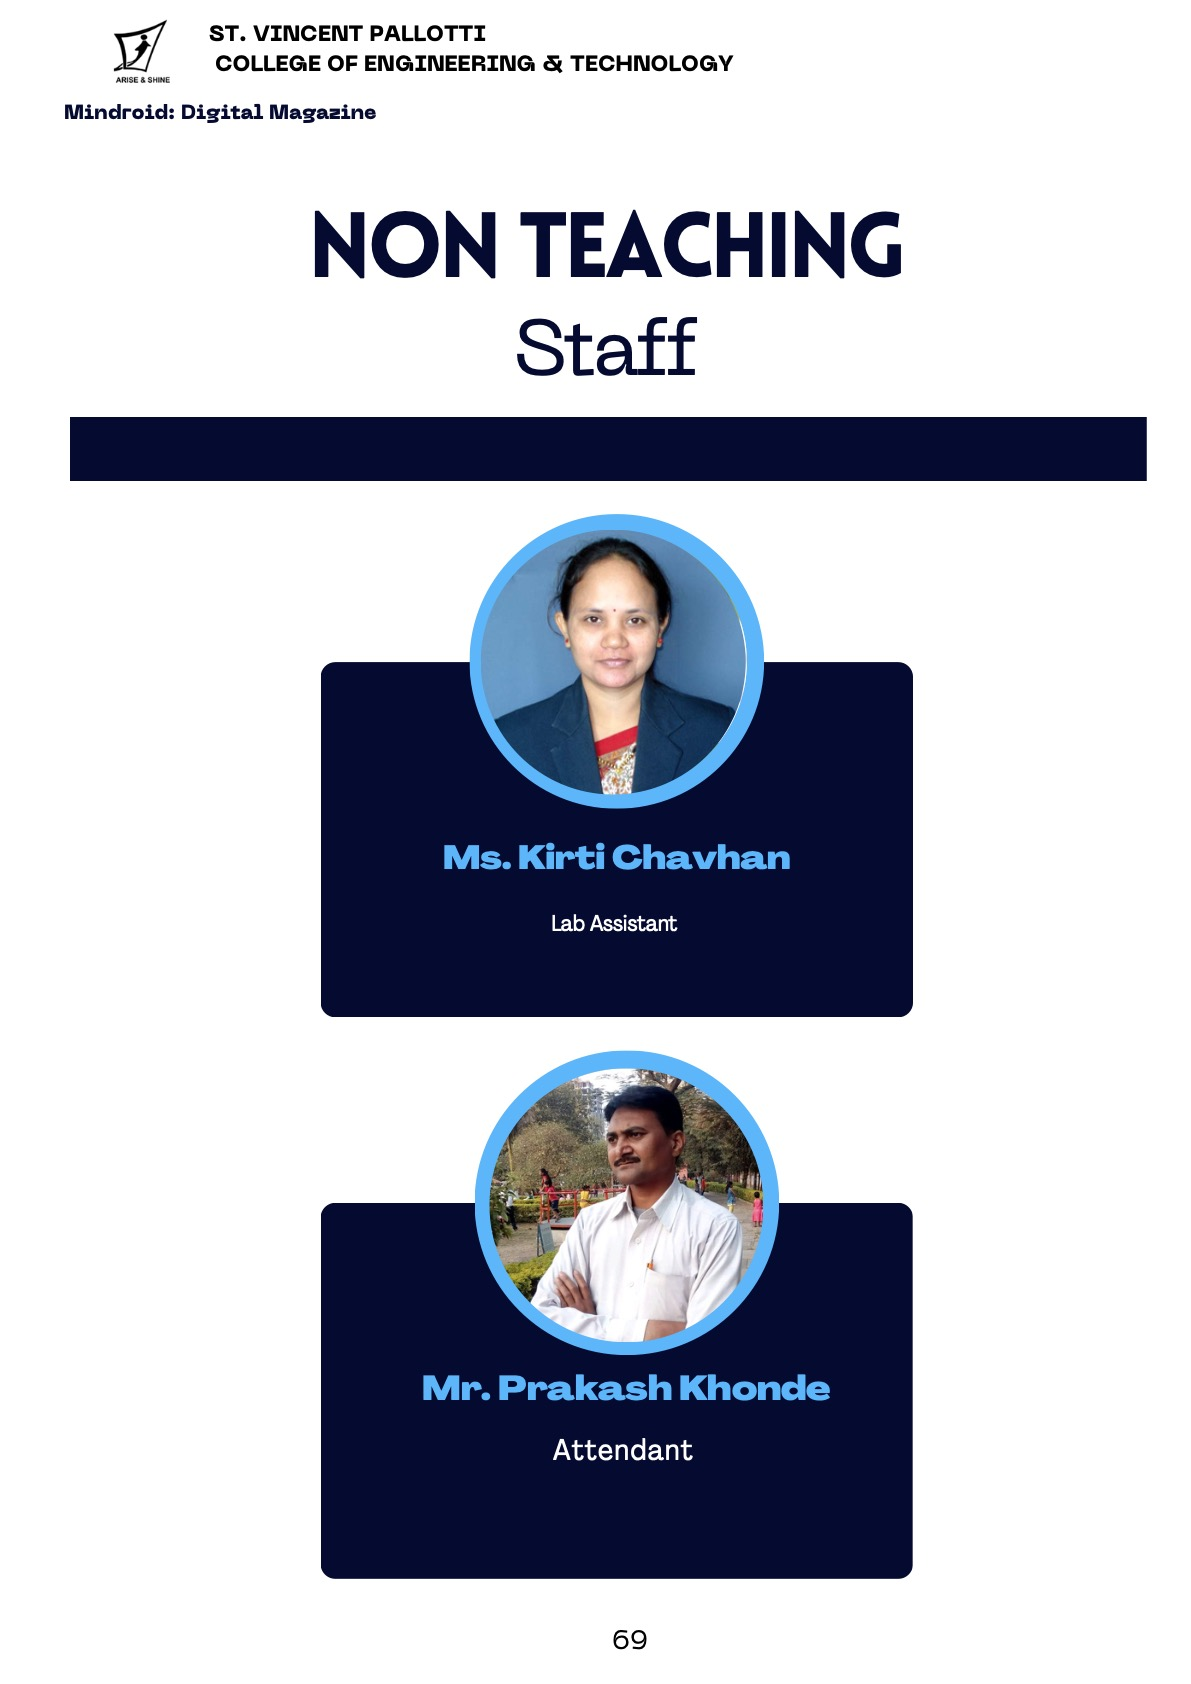 ST. VINCENT PALLOTTI
COLLEGE OF ENGINEERING & TECHNOLOGY
ARISE & SHINE
Mindroid: Digital Magazine
NON TEACHING
Staff
Ms. Kirti Chavhan
Lab Assistant
Mr. Prakash Khonde
Attendant
69